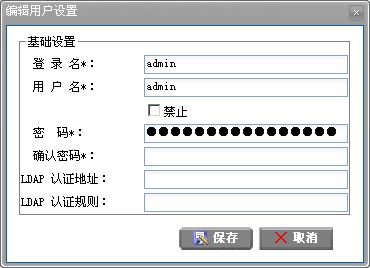 编辑用户设置
基础设置
登 录 名*： admin
用 户 名*： admin
禁止
密 码*： ●●●●●●●●●●●●●●●●
确认密码*：
LDAP 认证地址：
LDAP 认证规则：
保存 取消